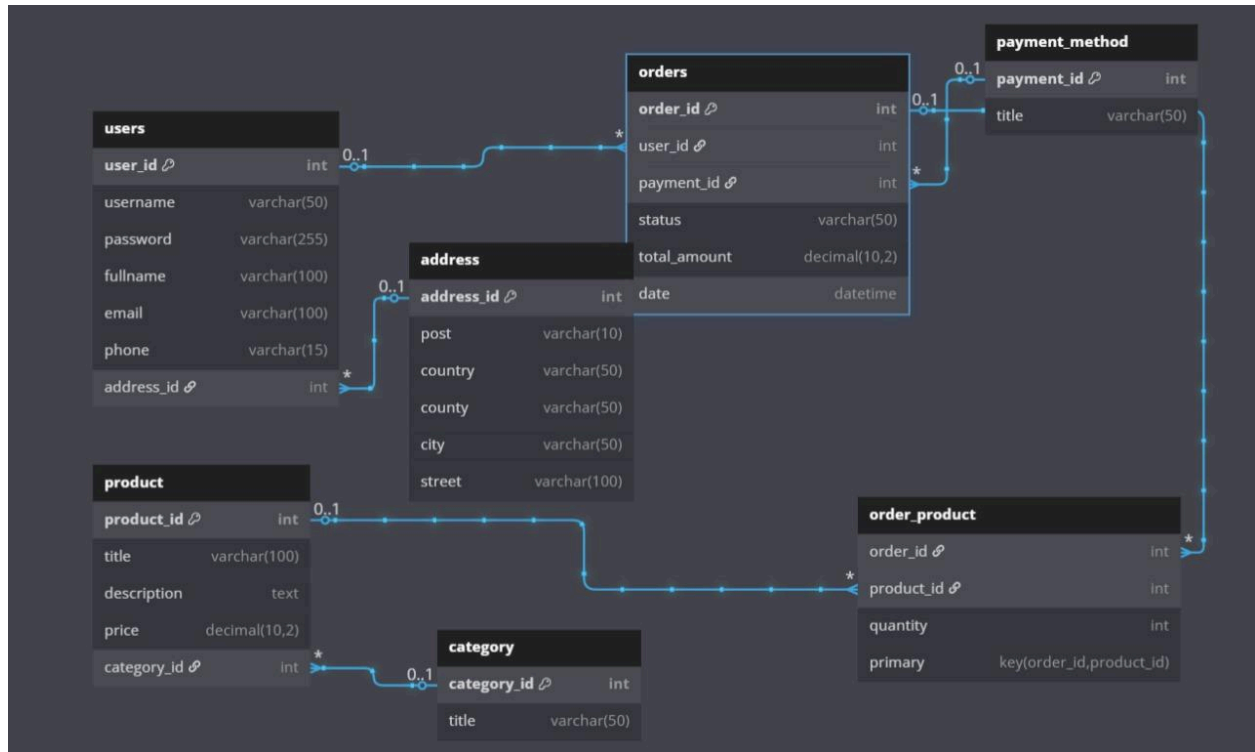 users
user_id int
username varchar(50)
password varchar(255)
fullname varchar(100)
email varchar(100)
phone varchar(15)
address_id int
0..1
*
orders
order_id int
user_id int
payment_id int
status varchar(50)
total_amount decimal(10,2)
date datetime
*
0..1
*
payment_method
0..1
payment_id int
title varchar(50)
address
0..1
address_id int
post varchar(10)
country varchar(50)
county varchar(50)
city varchar(50)
street varchar(100)
product
product_id int
title varchar(100)
description text
price decimal(10,2)
category_id int
0..1
*
category
0..1
category_id int
title varchar(50)
order_product
order_id int
product_id int
quantity int
primary key(order_id,product_id)
*
*